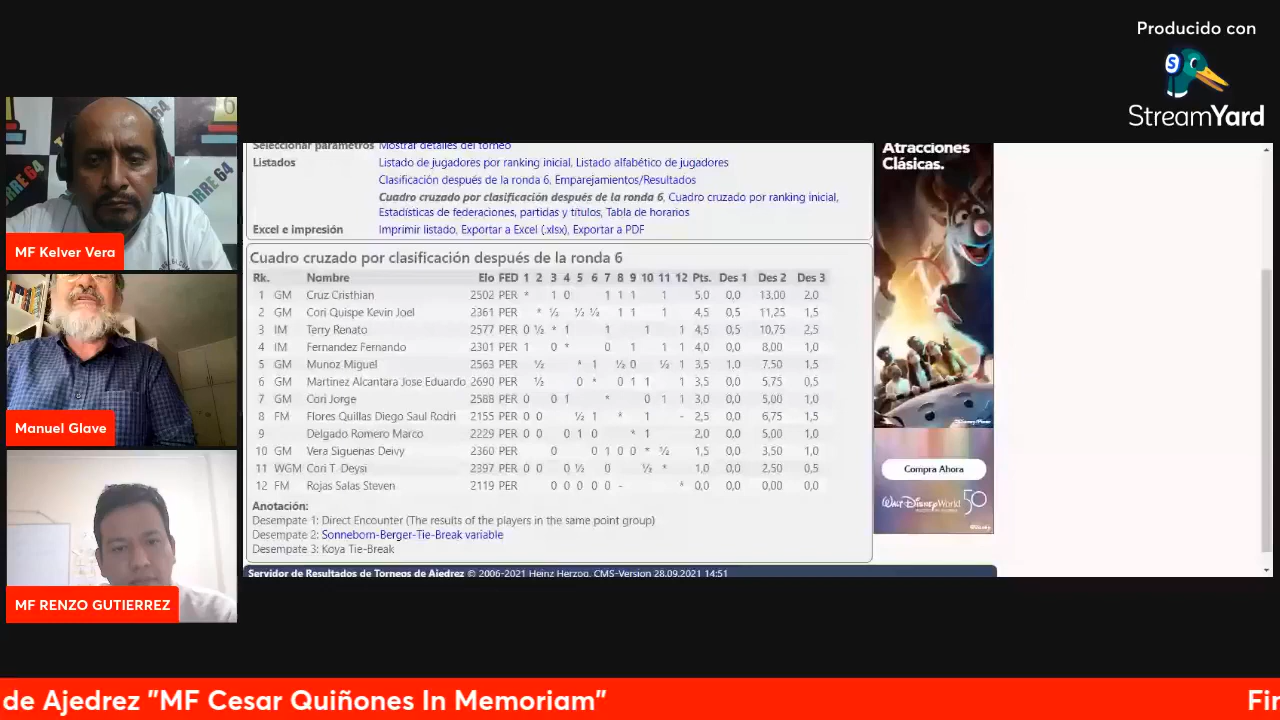 Producido con
StreamYard
MF Kelver Vera
Manuel Glave
MF RENZO GUTIERREZ
Seleccionar parámetros Mostrar detalles del torneo
Listados Listado de jugadores por ranking inicial, Listado alfabético de jugadores
Clasificación después de la ronda 6, Emparejamientos/Resultados
Cuadro cruzado por clasificación después de la ronda 6, Cuadro cruzado por ranking inicial,
Estadísticas de federaciones, partidas y títulos, Tabla de horarios
Excel e impresión Imprimir listado, Exportar a Excel (.xlsx), Exportar a PDF
Cuadro cruzado por clasificación después de la ronda 6
Rk. Nombre Elo FED 1 2 3 4 5 6 7 8 9 10 11 12 Pts. Des 1 Des 2 Des 3
1 GM Cruz Cristhian 2502 PER * 1 0 1 1 1 1 5,0 0,0 13,00 2,0
2 GM Cori Quispe Kevin Joel 2361 PER * ½ ½ ½ 1 1 1 4,5 0,5 11,25 1,5
3 IM Terry Renato 2577 PER 0 ½ * 1 1 1 1 4,5 0,5 10,75 2,5
4 IM Fernandez Fernando 2301 PER 1 0 * 0 1 1 1 4,0 0,0 8,00 1,0
5 GM Munoz Miguel 2563 PER ½ * 1 ½ 0 ½ 1 3,5 1,0 7,50 1,5
6 GM Martinez Alcantara Jose Eduardo 2690 PER ½ 0 * 0 1 1 1 3,5 0,0 5,75 0,5
7 GM Cori Jorge 2588 PER 0 0 1 * 0 1 1 3,0 0,0 5,00 1,0
8 FM Flores Quillas Diego Saul Rodri 2155 PER 0 0 ½ 1 * 1 - 2,5 0,0 6,75 1,5
9 Delgado Romero Marco 2229 PER 0 0 0 1 0 * 1 2,0 0,0 5,00 1,0
10 GM Vera Siguenas Deivy 2360 PER 0 0 1 0 0 * ½ 1,5 0,0 3,50 1,0
11 WGM Cori T. Deysi 2397 PER 0 0 0 ½ 0 ½ * 1,0 0,0 2,50 0,5
12 FM Rojas Salas Steven 2119 PER 0 0 0 0 0 - * 0,0 0,0 0,00 0,0
Anotación:
Desempate 1: Direct Encounter (The results of the players in the same point group)
Desempate 2: Sonneborn-Berger-Tie-Break variable
Desempate 3: Koya Tie-Break
Servidor de Resultados de Torneos de Ajedrez © 2006-2021 Heinz Herzog, CMS-Version 28.09.2021 14:51
Atracciones
Clásicas.
Compra Ahora
Walt Disney World 50
de Ajedrez "MF Cesar Quiñones In Memoriam"
Fir